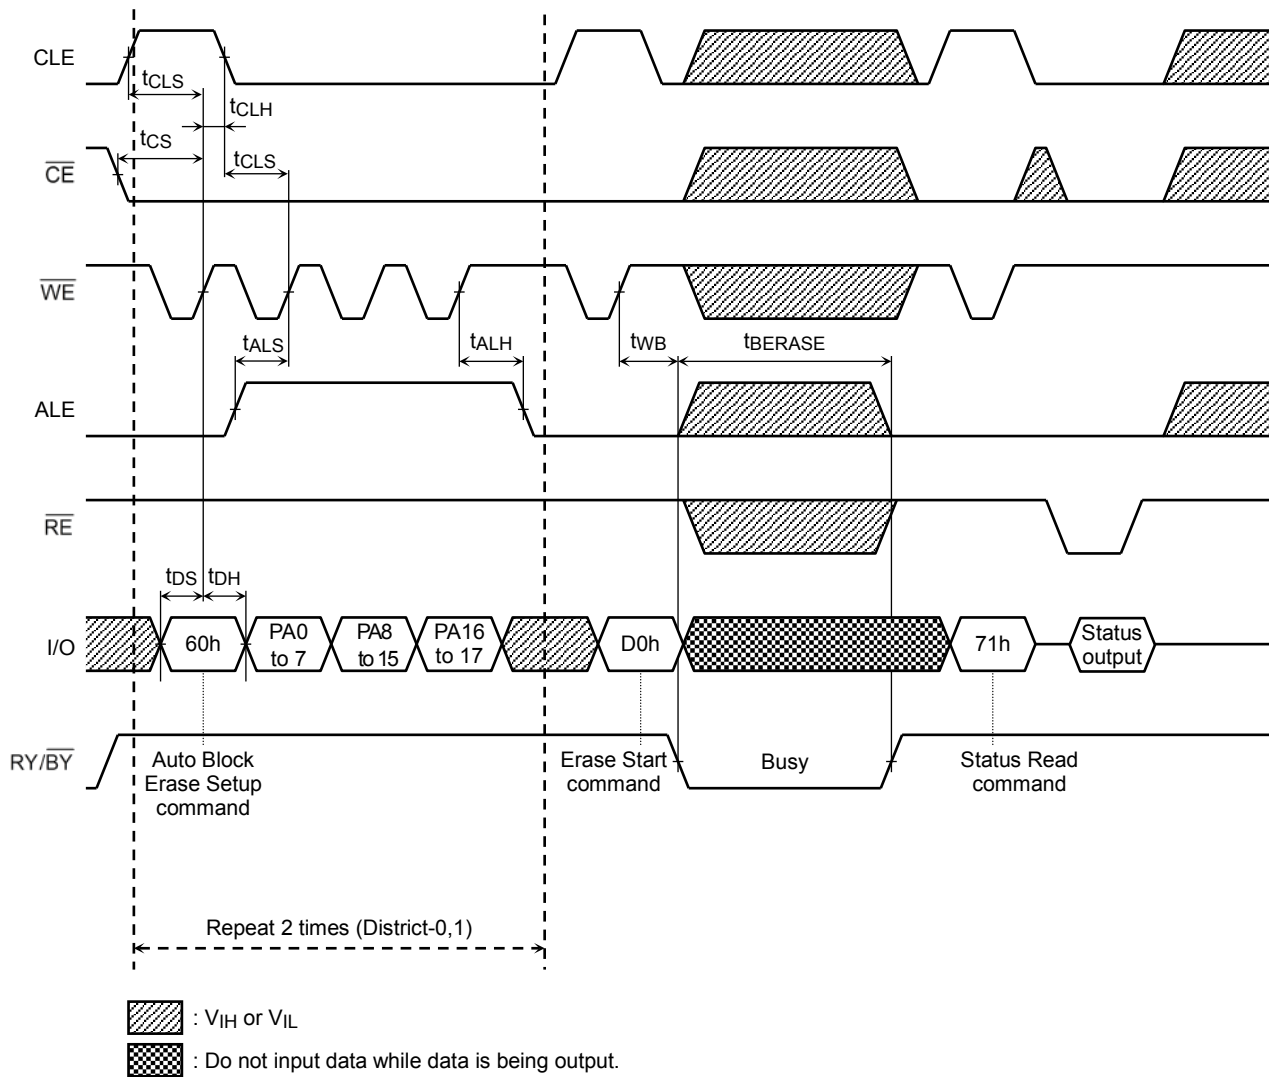 CLE
tCLS
tCLH
tCS
tCLS
CE
WE
tALS
tALH
tWB
tBERASE
ALE
RE
tDS
tDH
I/O
60h
PA0
to 7
PA8
to 15
PA16
to 17
D0h
71h
Status
output
RY/BY
Auto Block
Erase Setup
command
Erase Start
command
Busy
Status Read
command
Repeat 2 times (District-0,1)
: VIH or VIL
: Do not input data while data is being output.